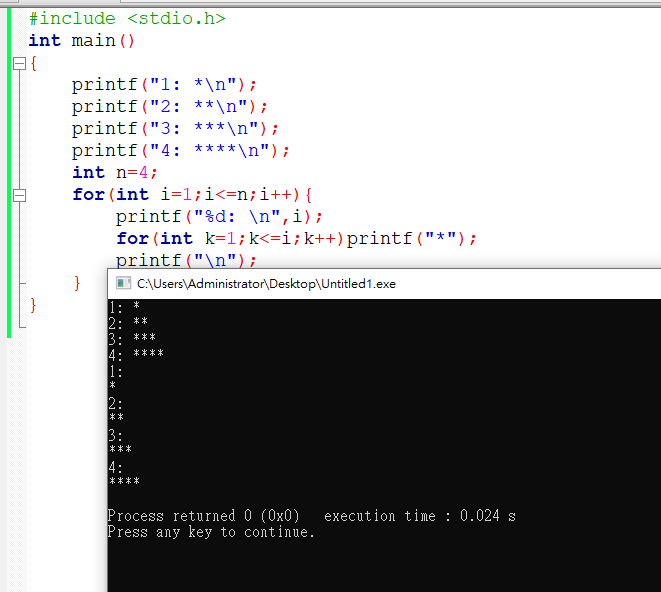 #include <stdio.h>
int main()
{
    printf("1: *\n");
    printf("2: **\n");
    printf("3: ***\n");
    printf("4: ****\n");
    int n=4;
    for(int i=1;i<=n;i++){
        printf("%d: \n",i);
        for(int k=1;k<=i;k++)printf("*");
        printf("\n");
    }
}
C:\Users\Administrator\Desktop\Untitled1.exe
1: *
2: **
3: ***
4: ****
1:
*
2:
**
3:
***
4:
****
Process returned 0 (0x0)   execution time : 0.024 s
Press any key to continue.